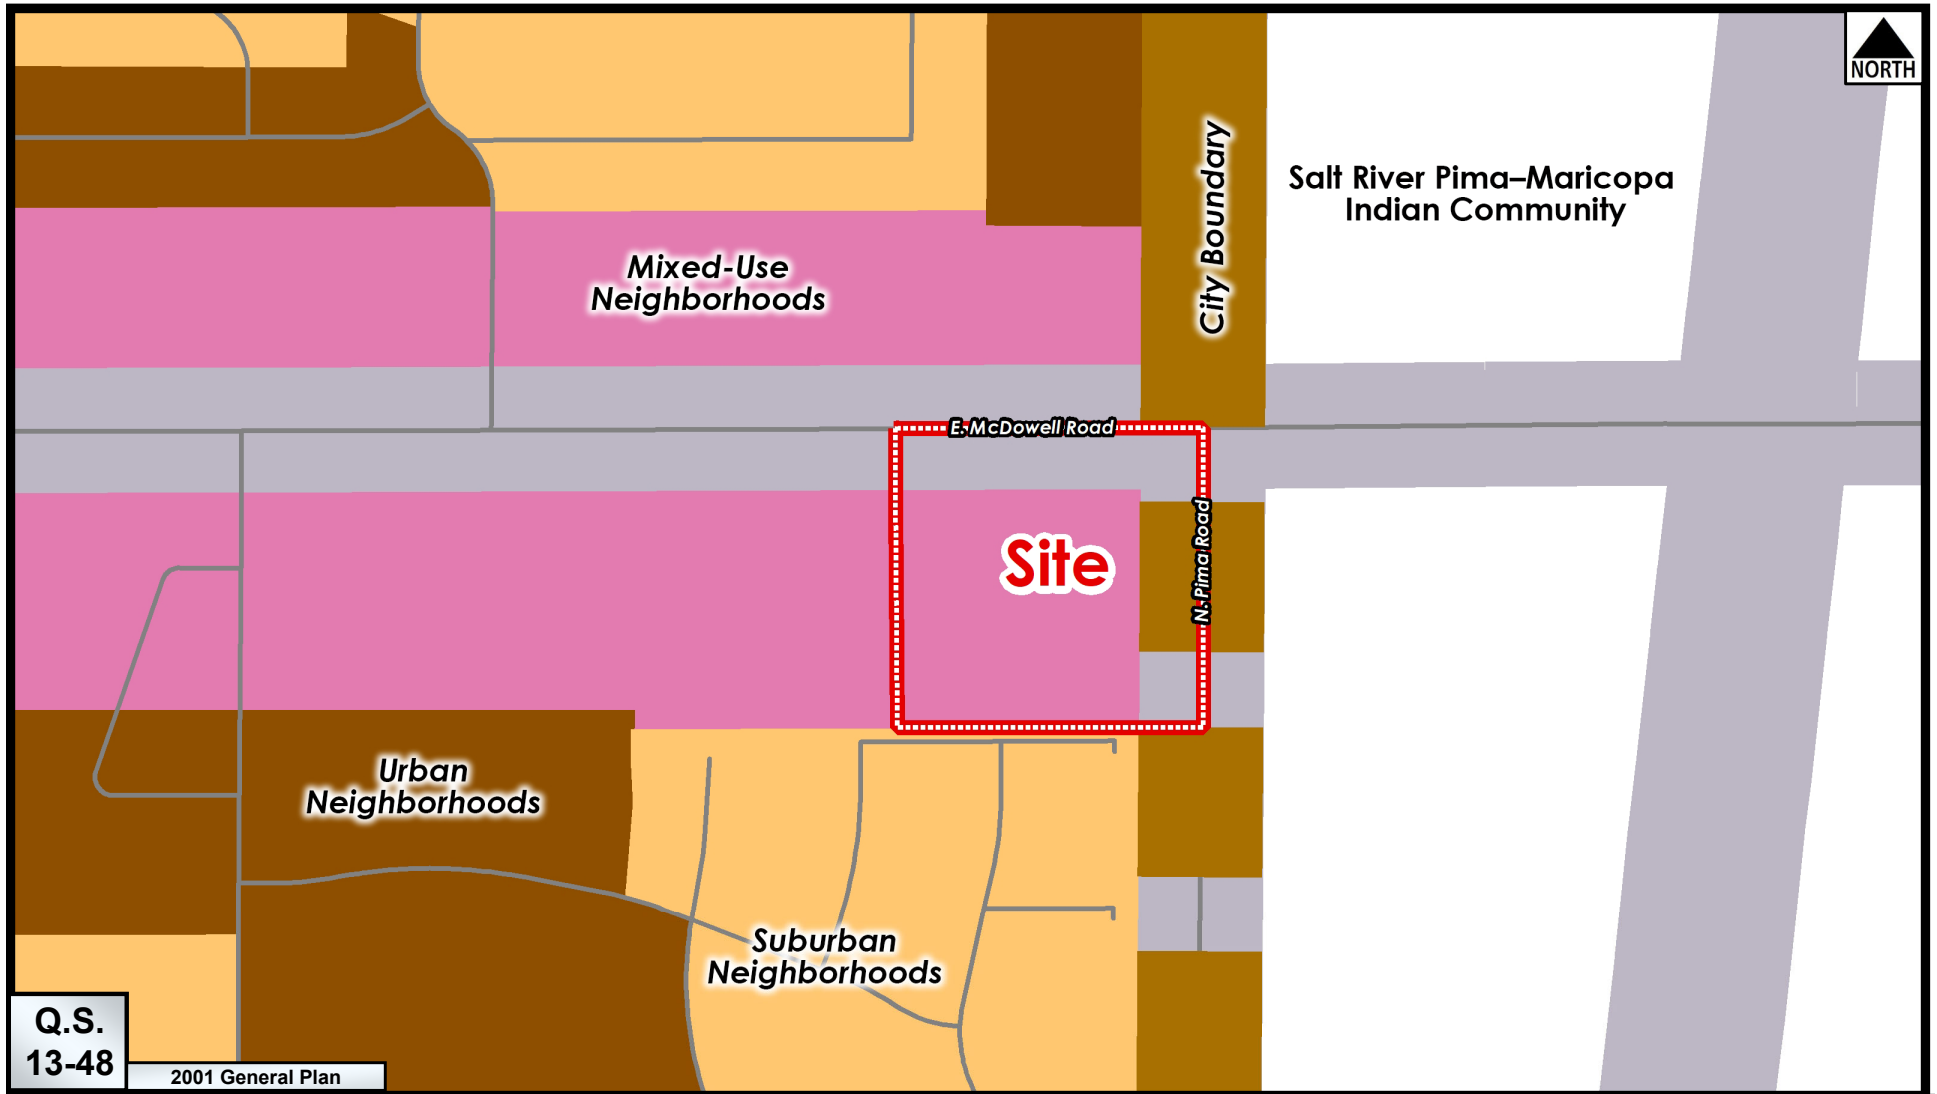 NORTH
Salt River Pima–Maricopa
Indian Community
City Boundary
Mixed-Use
Neighborhoods
E. McDowell Road
Site
N. Pima Road
Urban
Neighborhoods
Suburban
Neighborhoods
Q.S.
13-48
2001 General Plan